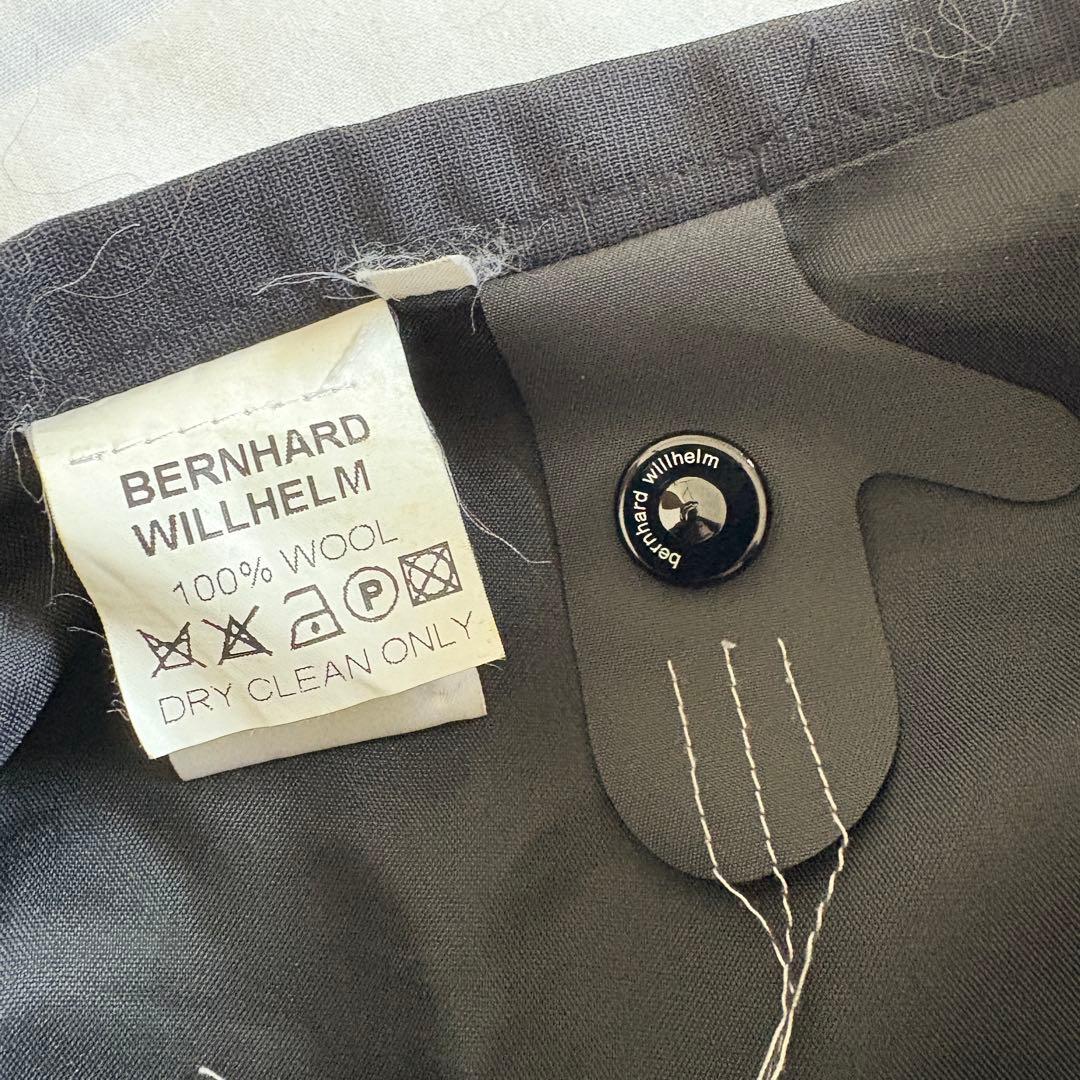 BERNHARD
WILLHELM
100% WOOL
P
DRY CLEAN ONLY
bernhard willhelm